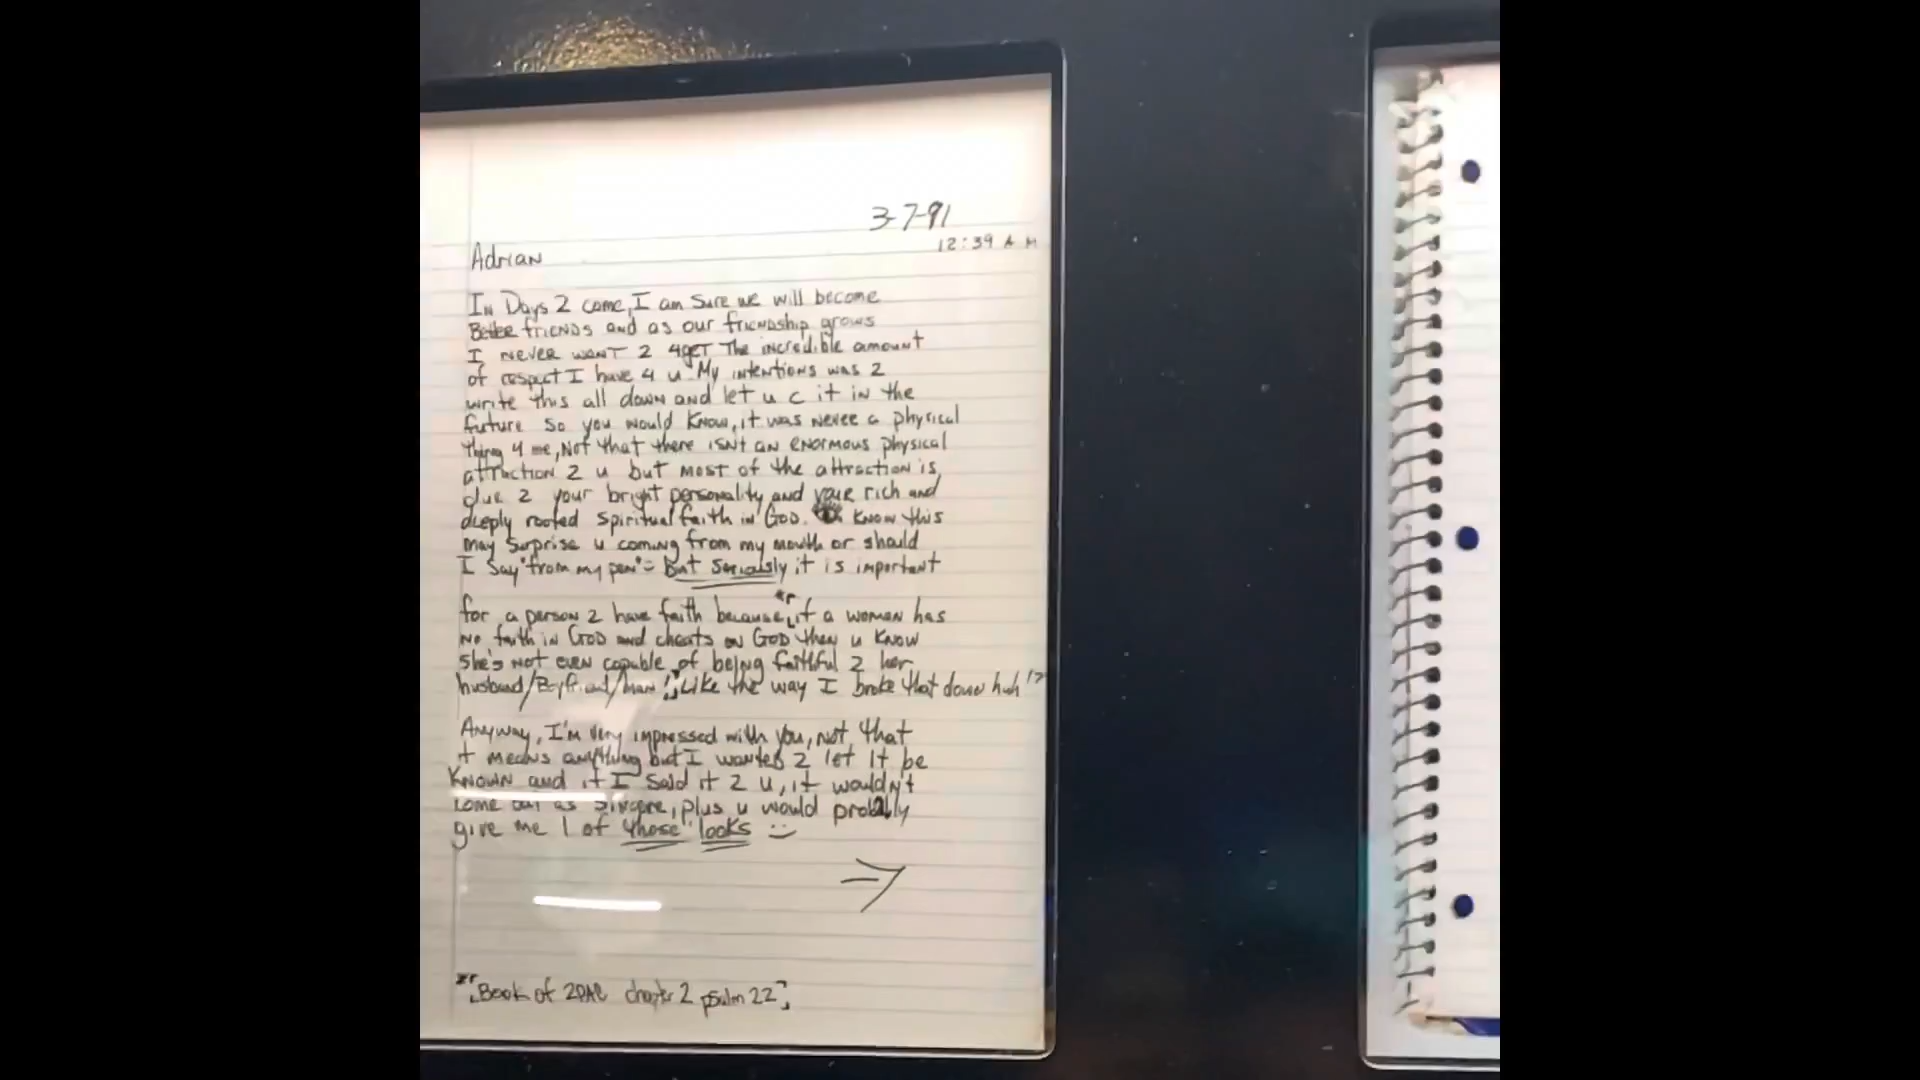 3-7-91
12:39 A M
Adrian
In Days 2 come, I am sure we will become
Better friends and as our friendship grows
I never want 2 4get the incredible amount
of respect I have 4 u. My intentions was 2
write this all down and let u c it in the
future so you would know, it was never a physical
thing 4 me, Not that there isnt an enormous physical
attraction 2 u but most of the attraction is
due 2 your bright personality and your rich and
deeply rooted spiritual faith in God. know this
may surprise u coming from my mouth or should
I say "from my pen" but seriously it is important
for a person 2 have faith because *"[if a woman has
no faith in God and cheats on God then u know
She's not even capable of being faithful 2 her
husband/Boyfriend/man!]" Like the way I broke that down huh!?
Anyway, I'm very impressed with you, not that
it means anything but I wanted 2 let it be
known and if I said it 2 u, it wouldn't
come out as sincere, plus u would probably
give me 1 of "those" looks
*"[Book of 2PAC chapter 2 psalm 22"]